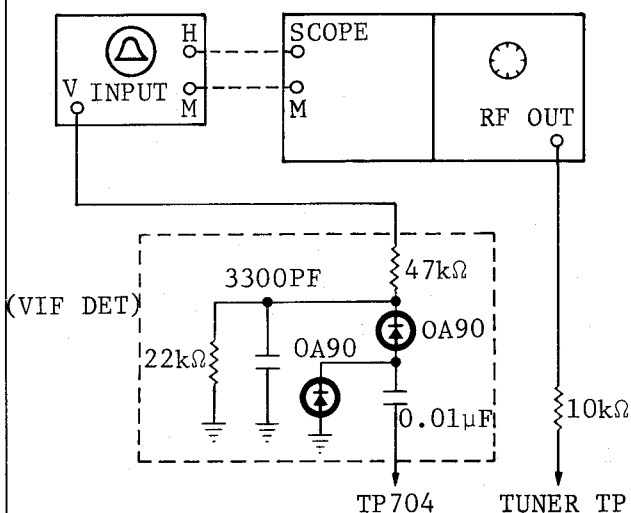 H
SCOPE
V
INPUT
M
M
RF OUT
47kΩ
3300PF
(VIF DET)
OA90
22kΩ
OA90
0.01µF
10kΩ
TP704
TUNER TP